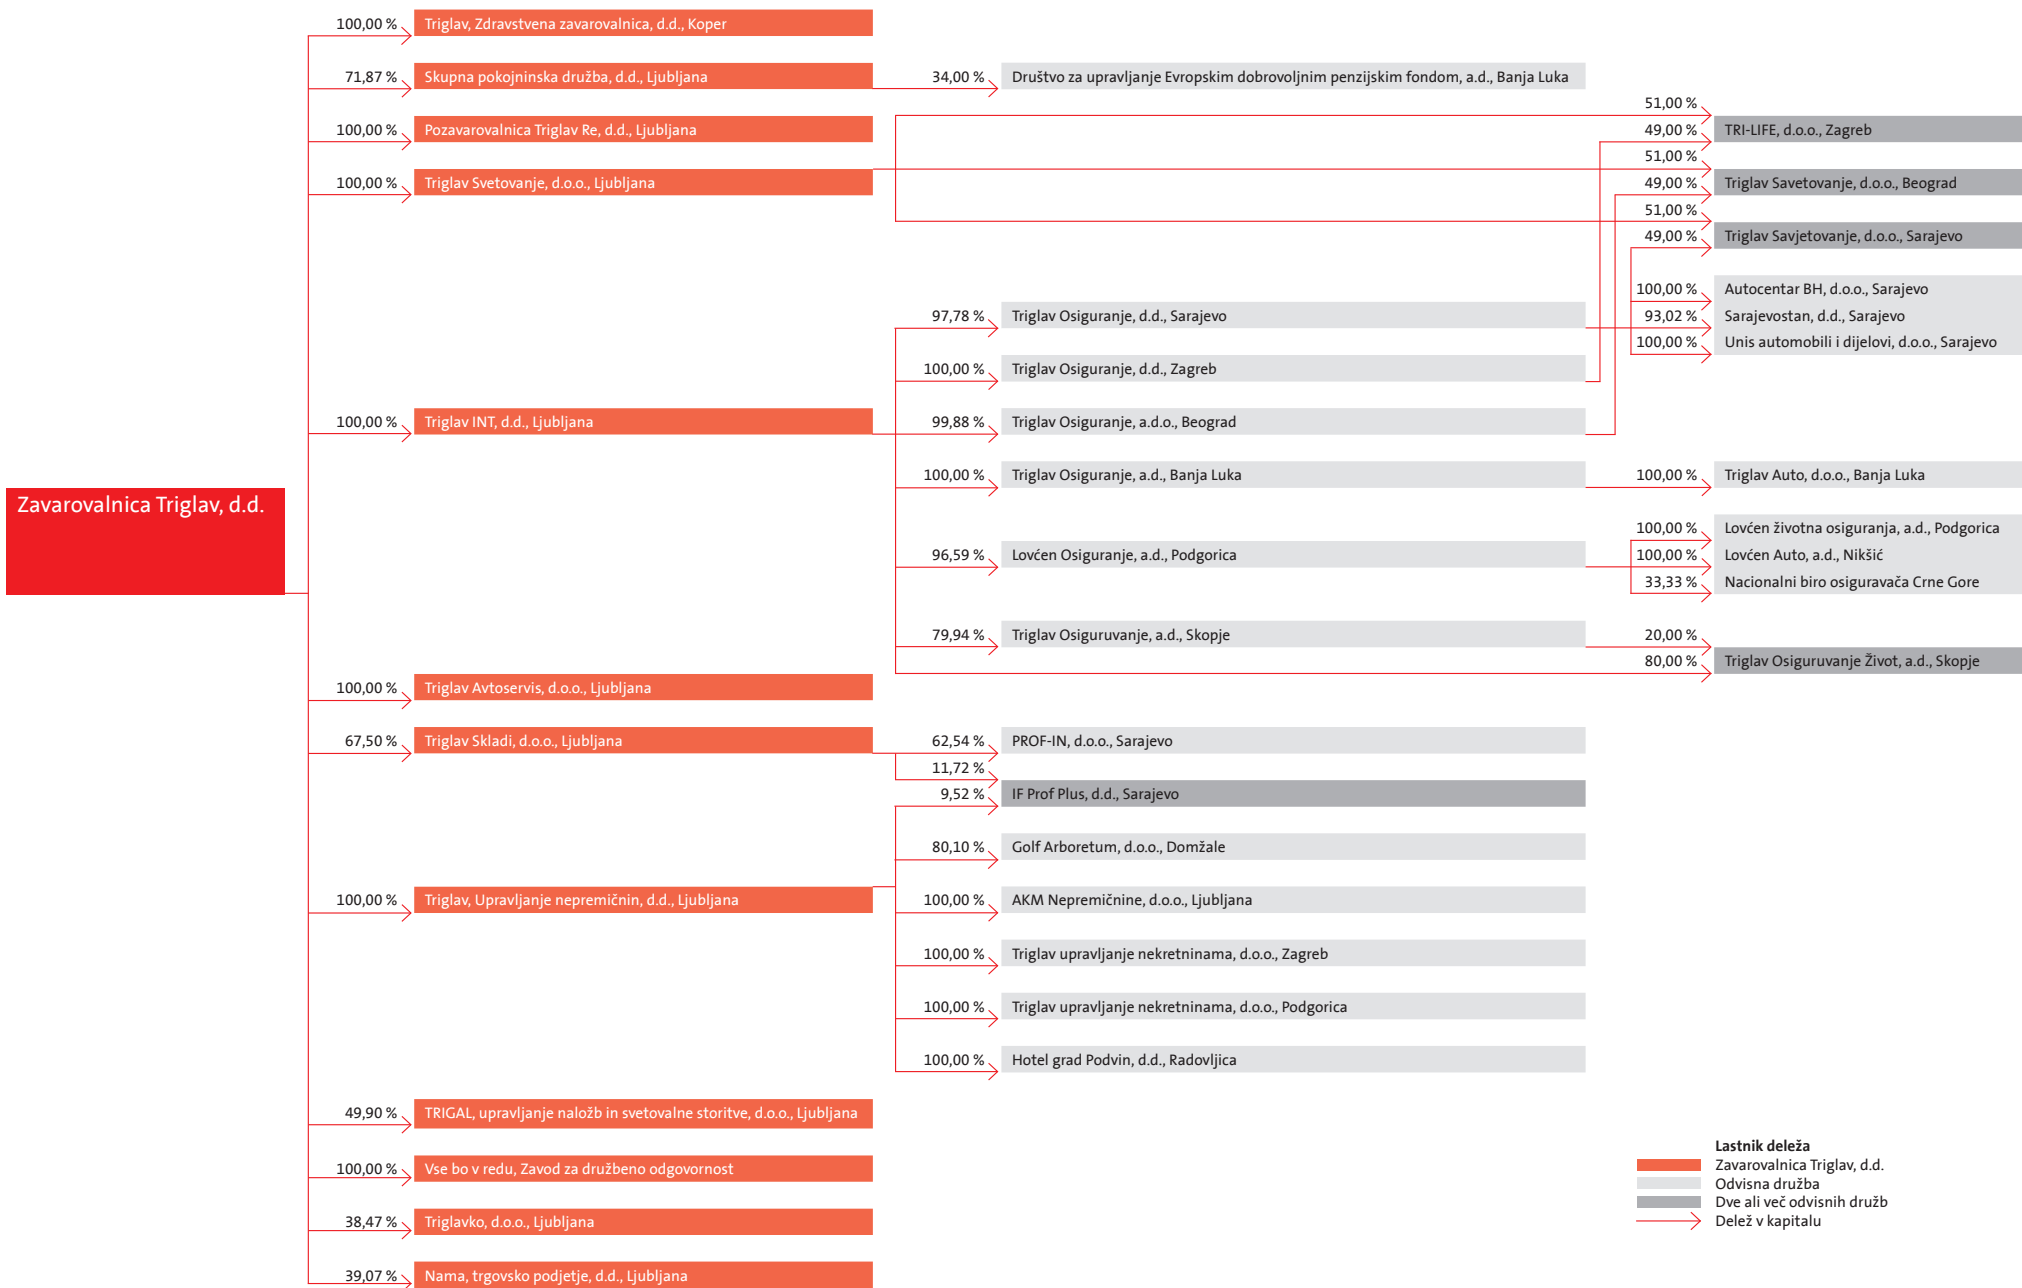 100,00 % Triglav, Zdravstvena zavarovalnica, d.d., Koper
71,87 % Skupna pokojninska družba, d.d., Ljubljana 34,00 % Društvo za upravljanje Evropskim dobrovoljnim penzijskim fondom, a.d., Banja Luka
51,00 %
100,00 % Pozavarovalnica Triglav Re, d.d., Ljubljana 49,00 % TRI-LIFE, d.o.o., Zagreb
51,00 %
100,00 % Triglav Svetovanje, d.o.o., Ljubljana 49,00 % Triglav Savetovanje, d.o.o., Beograd
51,00 %
49,00 % Triglav Savjetovanje, d.o.o., Sarajevo
100,00 % Autocentar BH, d.o.o., Sarajevo
97,78 % Triglav Osiguranje, d.d., Sarajevo 93,02 % Sarajevostan, d.d., Sarajevo
100,00 % Unis automobili i dijelovi, d.o.o., Sarajevo
100,00 % Triglav Osiguranje, d.d., Zagreb
100,00 % Triglav INT, d.d., Ljubljana 99,88 % Triglav Osiguranje, a.d.o., Beograd
100,00 % Triglav Osiguranje, a.d., Banja Luka 100,00 % Triglav Auto, d.o.o., Banja Luka
Zavarovalnica Triglav, d.d.
100,00 % Lovćen životna osiguranja, a.d., Podgorica
96,59 % Lovćen Osiguranje, a.d., Podgorica 100,00 % Lovćen Auto, a.d., Nikšić
33,33 % Nacionalni biro osiguravača Crne Gore
79,94 % Triglav Osiguruvanje, a.d., Skopje 20,00 %
80,00 % Triglav Osiguruvanje Život, a.d., Skopje
100,00 % Triglav Avtoservis, d.o.o., Ljubljana
67,50 % Triglav Skladi, d.o.o., Ljubljana 62,54 % PROF-IN, d.o.o., Sarajevo
11,72 %
9,52 % IF Prof Plus, d.d., Sarajevo
80,10 % Golf Arboretum, d.o.o., Domžale
100,00 % Triglav, Upravljanje nepremičnin, d.d., Ljubljana 100,00 % AKM Nepremičnine, d.o.o., Ljubljana
100,00 % Triglav upravljanje nekretninama, d.o.o., Zagreb
100,00 % Triglav upravljanje nekretninama, d.o.o., Podgorica
100,00 % Hotel grad Podvin, d.d., Radovljica
49,90 % TRIGAL, upravljanje naložb in svetovalne storitve, d.o.o., Ljubljana
100,00 % Vse bo v redu, Zavod za družbeno odgovornost
38,47 % Triglavko, d.o.o., Ljubljana
39,07 % Nama, trgovsko podjetje, d.d., Ljubljana
Lastnik deleža
Zavarovalnica Triglav, d.d.
Odvisna družba
Dve ali več odvisnih družb
Delež v kapitalu